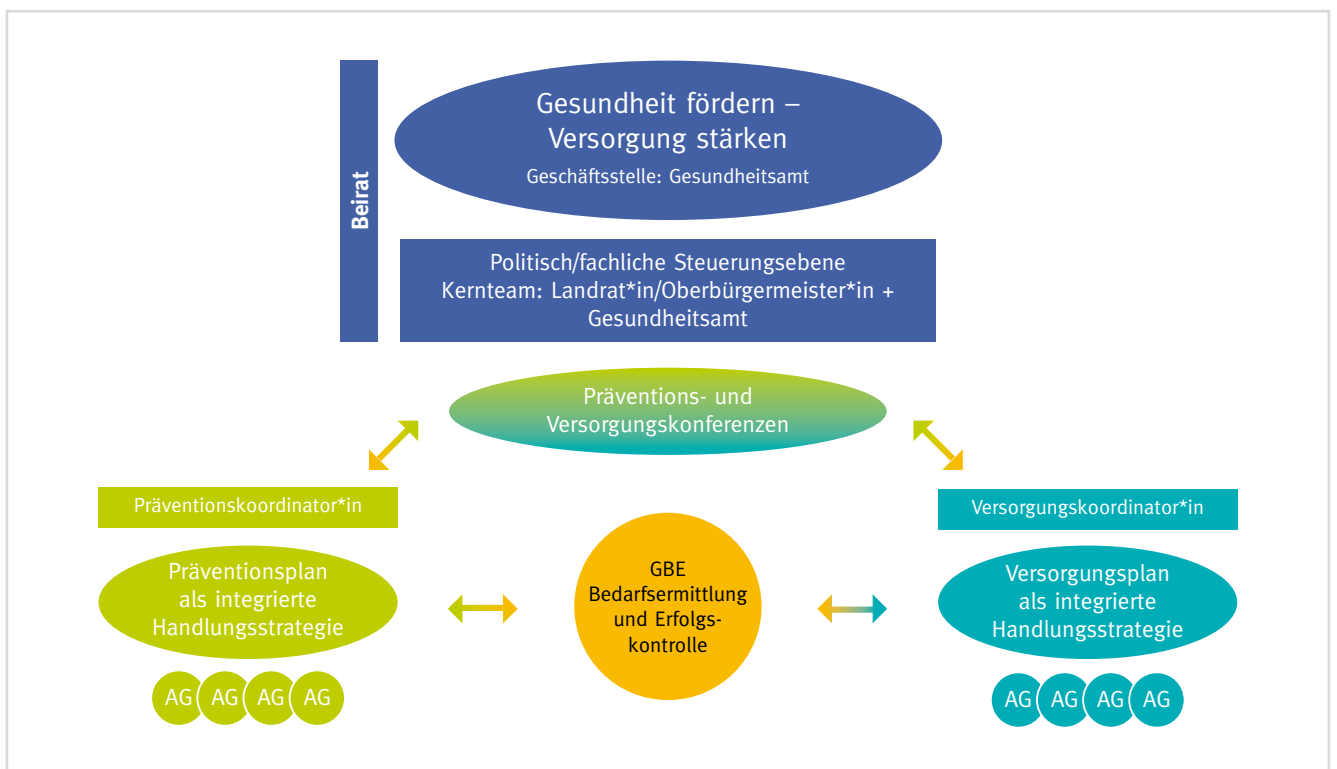 Beirat
Gesundheit fördern –
Versorgung stärken
Geschäftsstelle: Gesundheitsamt
Politisch/fachliche Steuerungsebene
Kernteam: Landrat*in/Oberbürgermeister*in +
Gesundheitsamt
Präventions- und
Versorgungskonferenzen
Präventionskoordinator*in
Präventionsplan
als integrierte
Handlungsstrategie
AG AG AG AG
GBE
Bedarfsermittlung
und Erfolgs-
kontrolle
Versorgungskoordinator*in
Versorgungsplan
als integrierte
Handlungsstrategie
AG AG AG AG